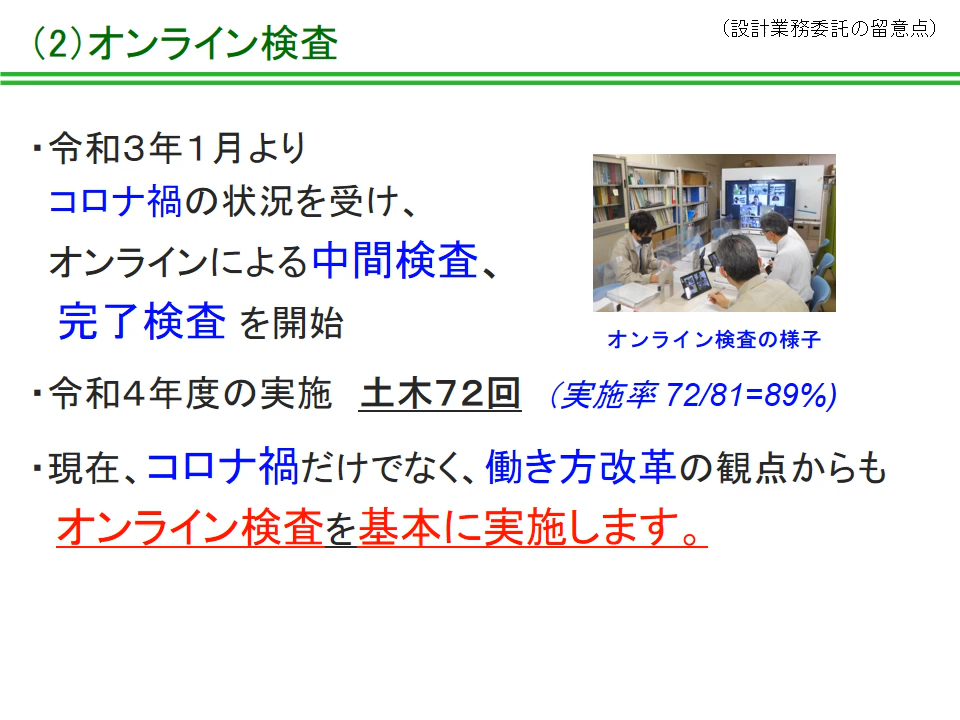 （２）オンライン検査
（設計業務委託の留意点）
・令和３年１月より
コロナ禍の状況を受け、
オンラインによる中間検査、
完了検査 を開始
オンライン検査の様子
・令和４年度の実施　土木７２回　（実施率 72/81=89%)
・現在、コロナ禍だけでなく、働き方改革の観点からも
オンライン検査を基本に実施します。